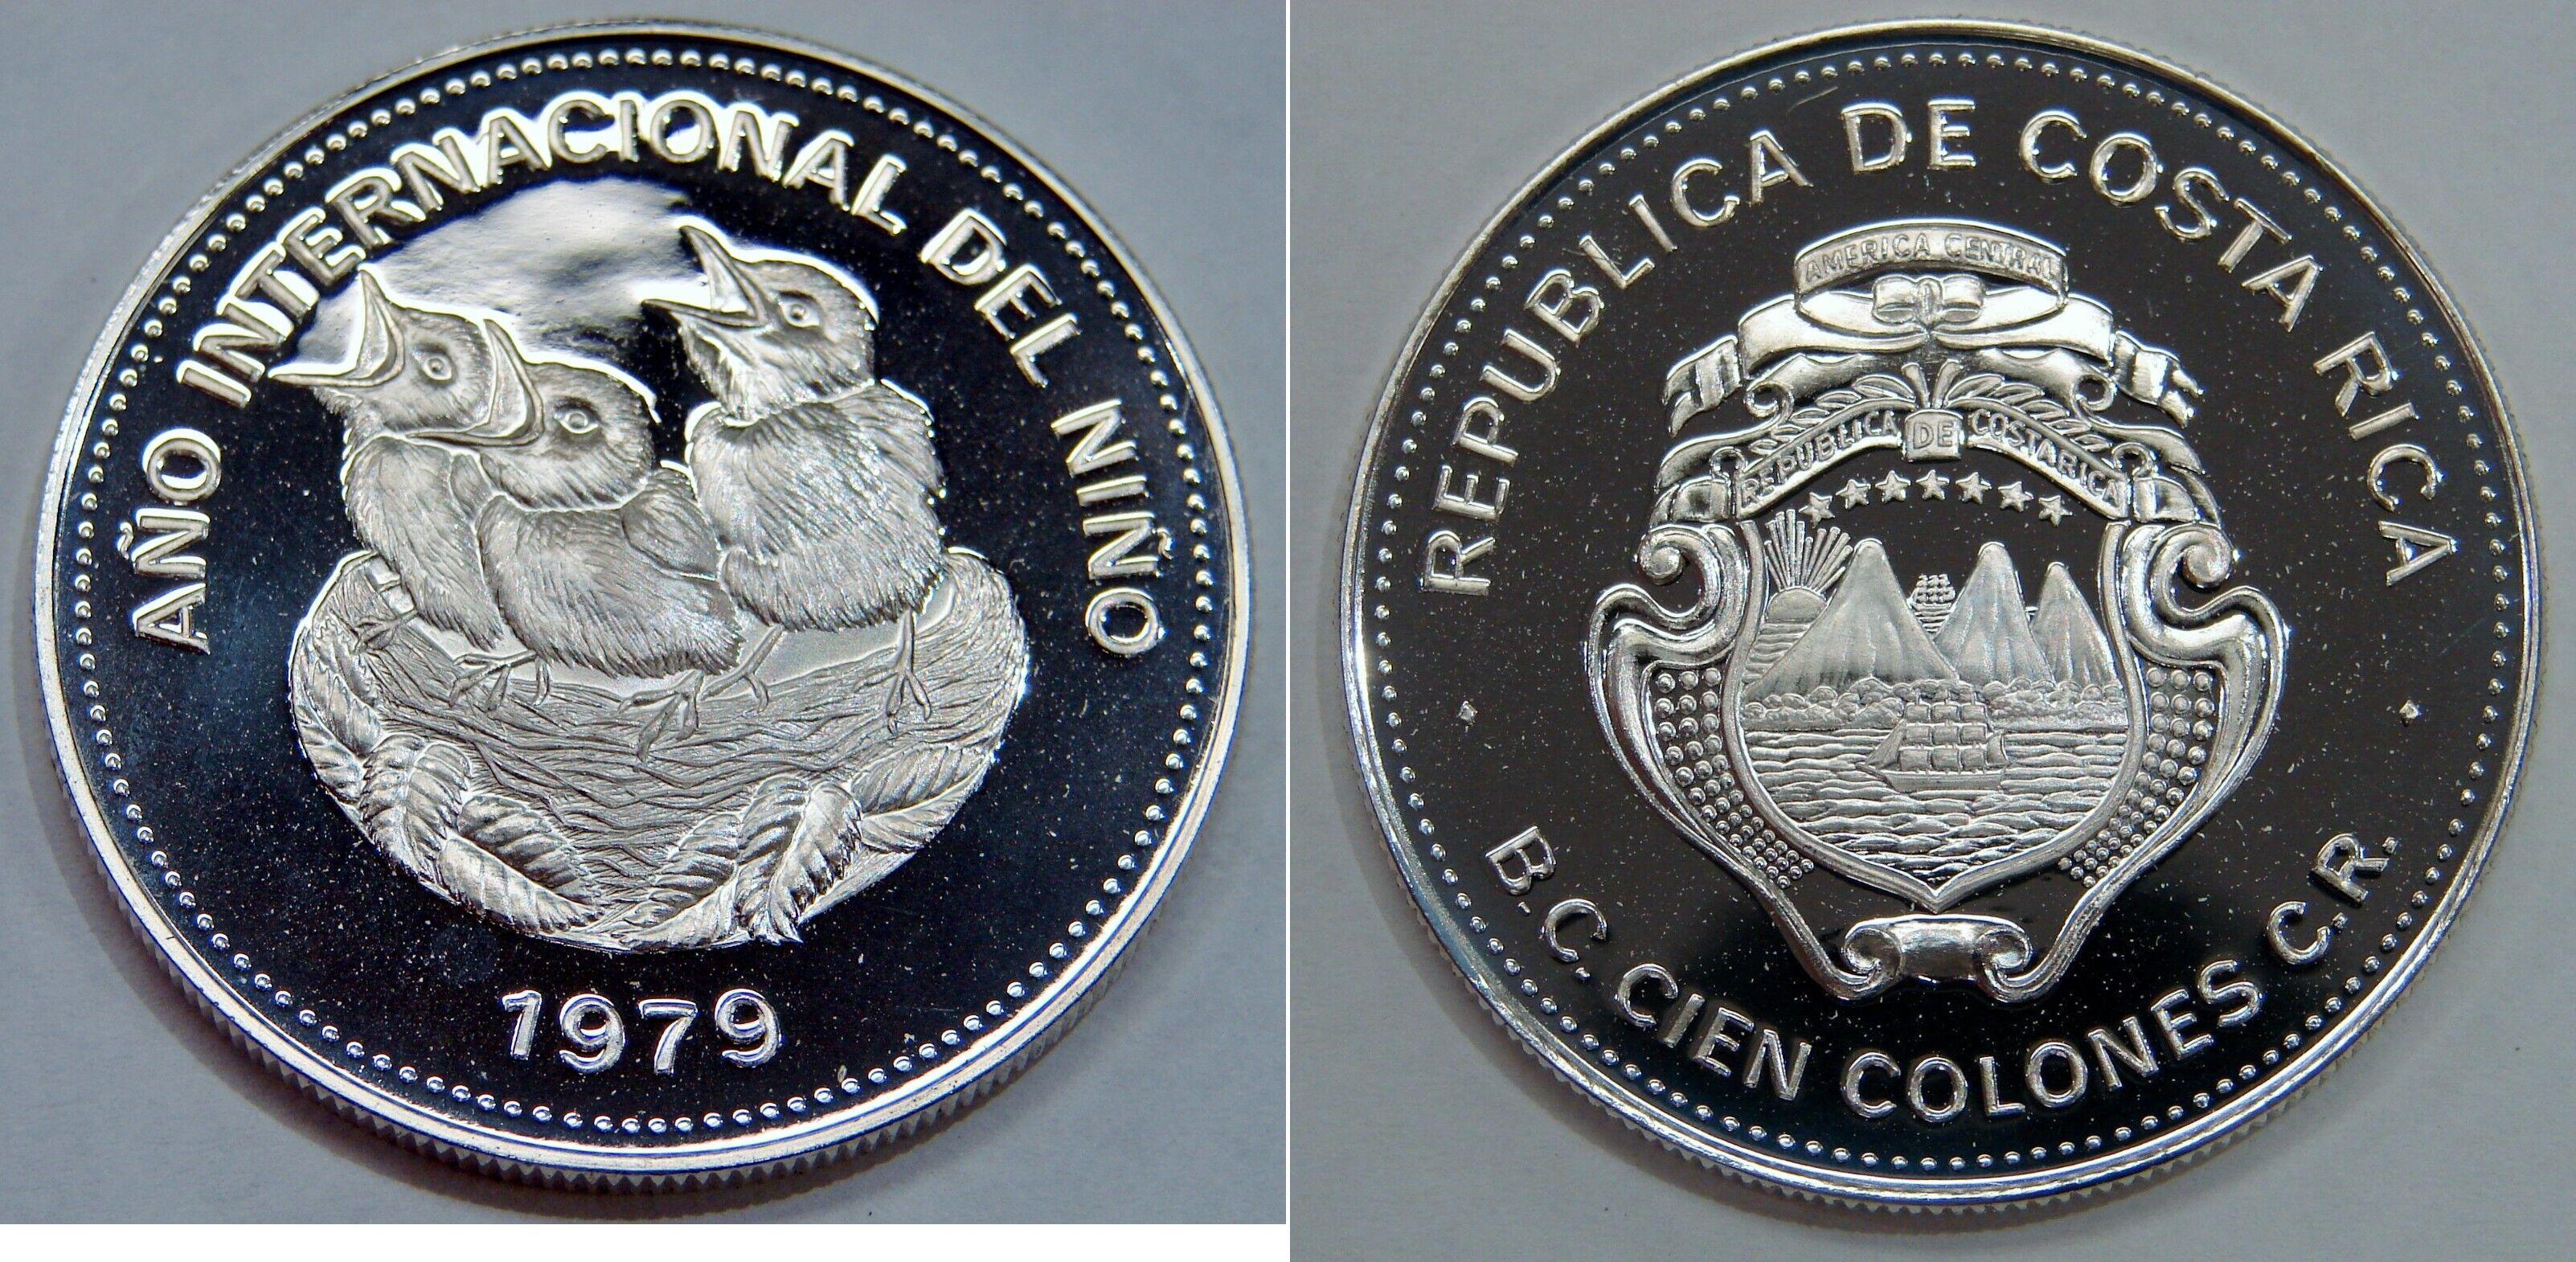 AÑO INTERNACIONAL DEL NIÑO
1979
REPUBLICA DE COSTA RICA
AMERICA CENTRAL
REPUBLICA DE COSTA RICA
B.C. CIEN COLONES C.R.